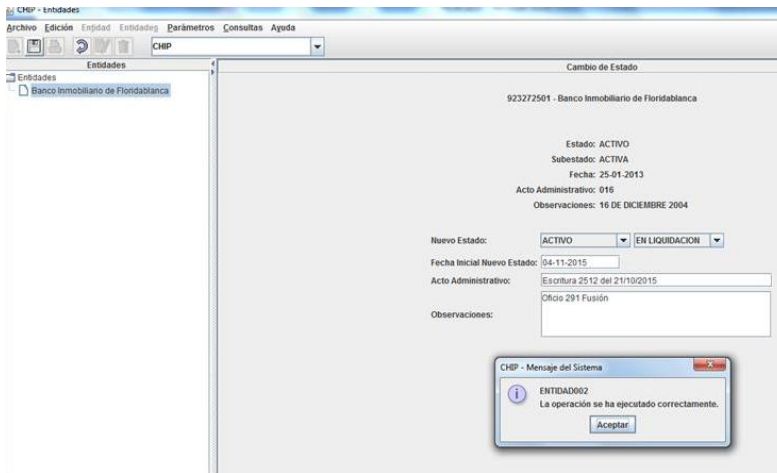 CHIP - Entidades
Archivo Edición Entidad Entidades Parámetros Consultas Ayuda
CHIP
Entidades
Cambio de Estado
Entidades
Banco Inmobiliario de Floridablanca
923272501 - Banco Inmobiliario de Floridablanca
Estado: ACTIVO
Subestado: ACTIVA
Fecha: 25-01-2013
Acto Administrativo: 016
Observaciones: 16 DE DICIEMBRE 2004
Nuevo Estado: ACTIVO EN LIQUIDACION
Fecha Inicial Nuevo Estado: 04-11-2015
Acto Administrativo: Escritura 2512 del 21/10/2015
Observaciones: Oficio 291 Fusión
CHIP - Mensaje del Sistema
ENTIDAD002
La operación se ha ejecutado correctamente.
Aceptar